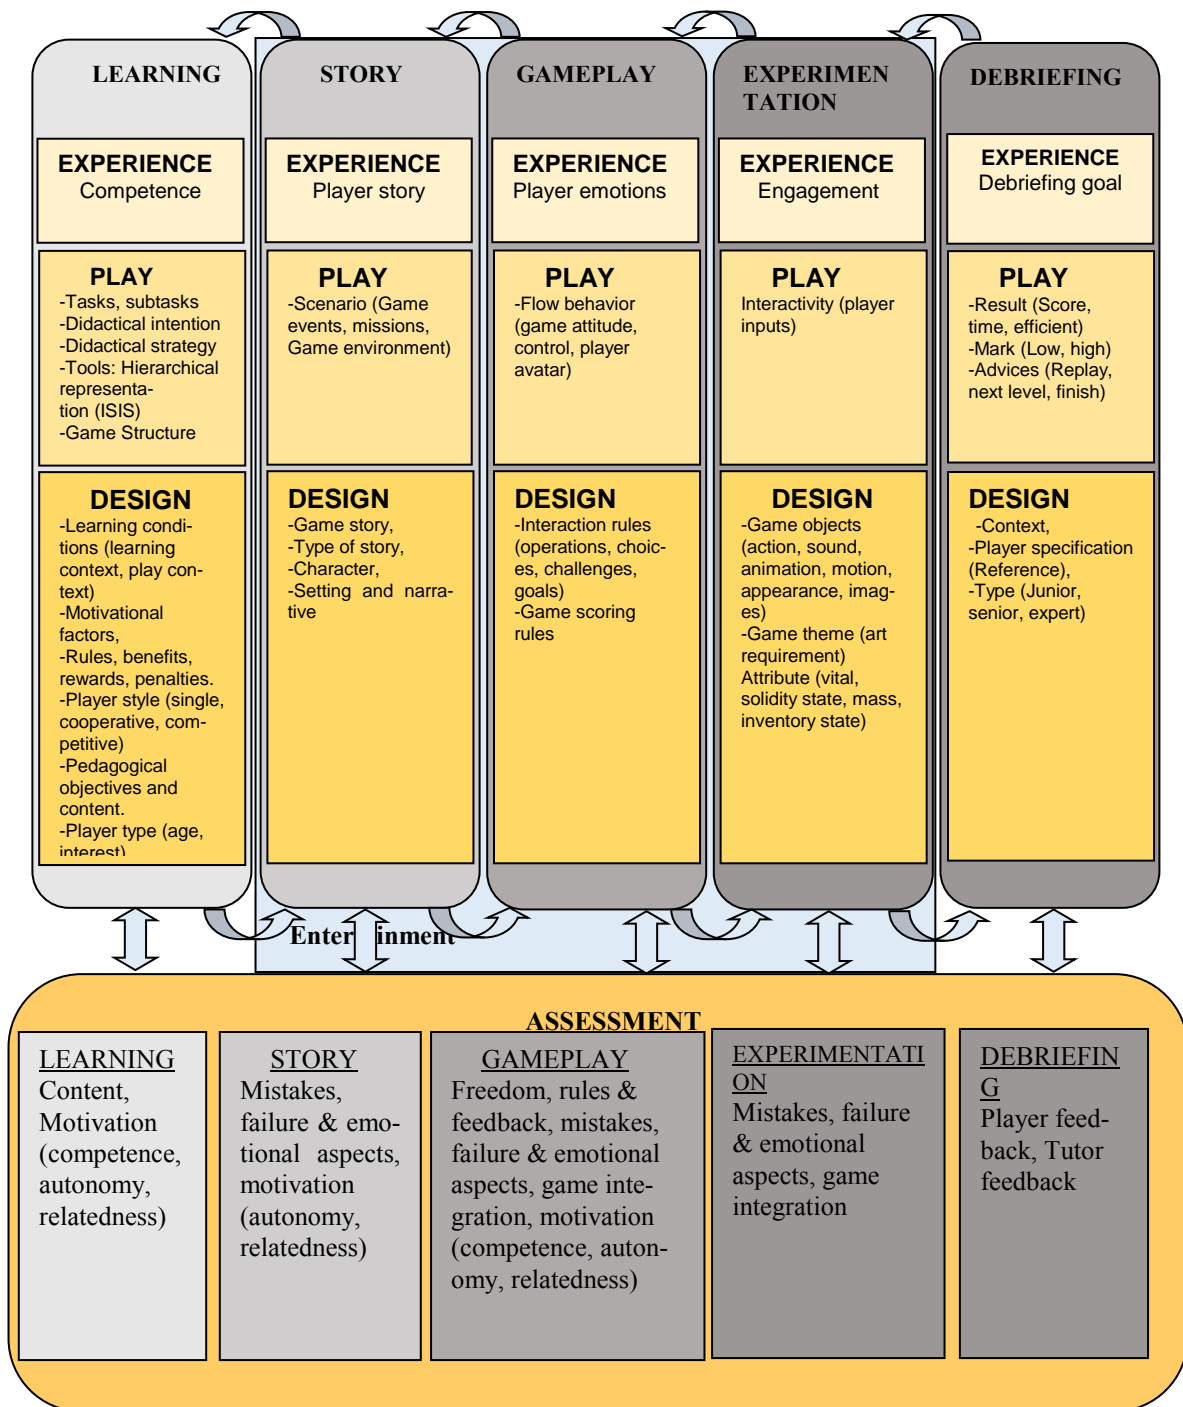 LEARNING
EXPERIENCE
Competence
PLAY
-Tasks, subtasks
-Didactical intention
-Didactical strategy
-Tools: Hierarchical
representa-
tion (ISIS)
-Game Structure
DESIGN
-Learning condi-
tions (learning
context, play con-
text)
-Motivational
factors,
-Rules, benefits,
rewards, penalties.
-Player style (single,
cooperative, com-
petitive)
-Pedagogical
objectives and
content.
-Player type (age,
interest)
STORY
EXPERIENCE
Player story
PLAY
-Scenario (Game
events, missions,
Game environment)
DESIGN
-Game story,
-Type of story,
-Character,
-Setting and narra-
tive
GAMEPLAY
EXPERIENCE
Player emotions
PLAY
-Flow behavior
(game attitude,
control, player
avatar)
DESIGN
-Interaction rules
(operations, choic-
es, challenges,
goals)
-Game scoring
rules
EXPERIMEN
TATION
EXPERIENCE
Engagement
PLAY
Interactivity (player
inputs)
DESIGN
-Game objects
(action, sound,
animation, motion,
appearance, imag-
es)
-Game theme (art
requirement)
Attribute (vital,
solidity state, mass,
inventory state)
DEBRIEFING
EXPERIENCE
Debriefing goal
PLAY
-Result (Score,
time, efficient)
-Mark (Low, high)
-Advices (Replay,
next level, finish)
DESIGN
-Context,
-Player specification
(Reference),
-Type (Junior,
senior, expert)
Enter inment
ASSESSMENT
LEARNING
Content,
Motivation
(competence,
autonomy,
relatedness)
STORY
Mistakes,
failure & emo-
tional aspects,
motivation
(autonomy,
relatedness)
GAMEPLAY
Freedom, rules &
feedback, mistakes,
failure & emotional
aspects, game inte-
gration, motivation
(competence, auton-
omy, relatedness)
EXPERIMENTATI
ON
Mistakes, failure
& emotional
aspects, game
integration
DEBRIEFIN
G
Player feed-
back, Tutor
feedback